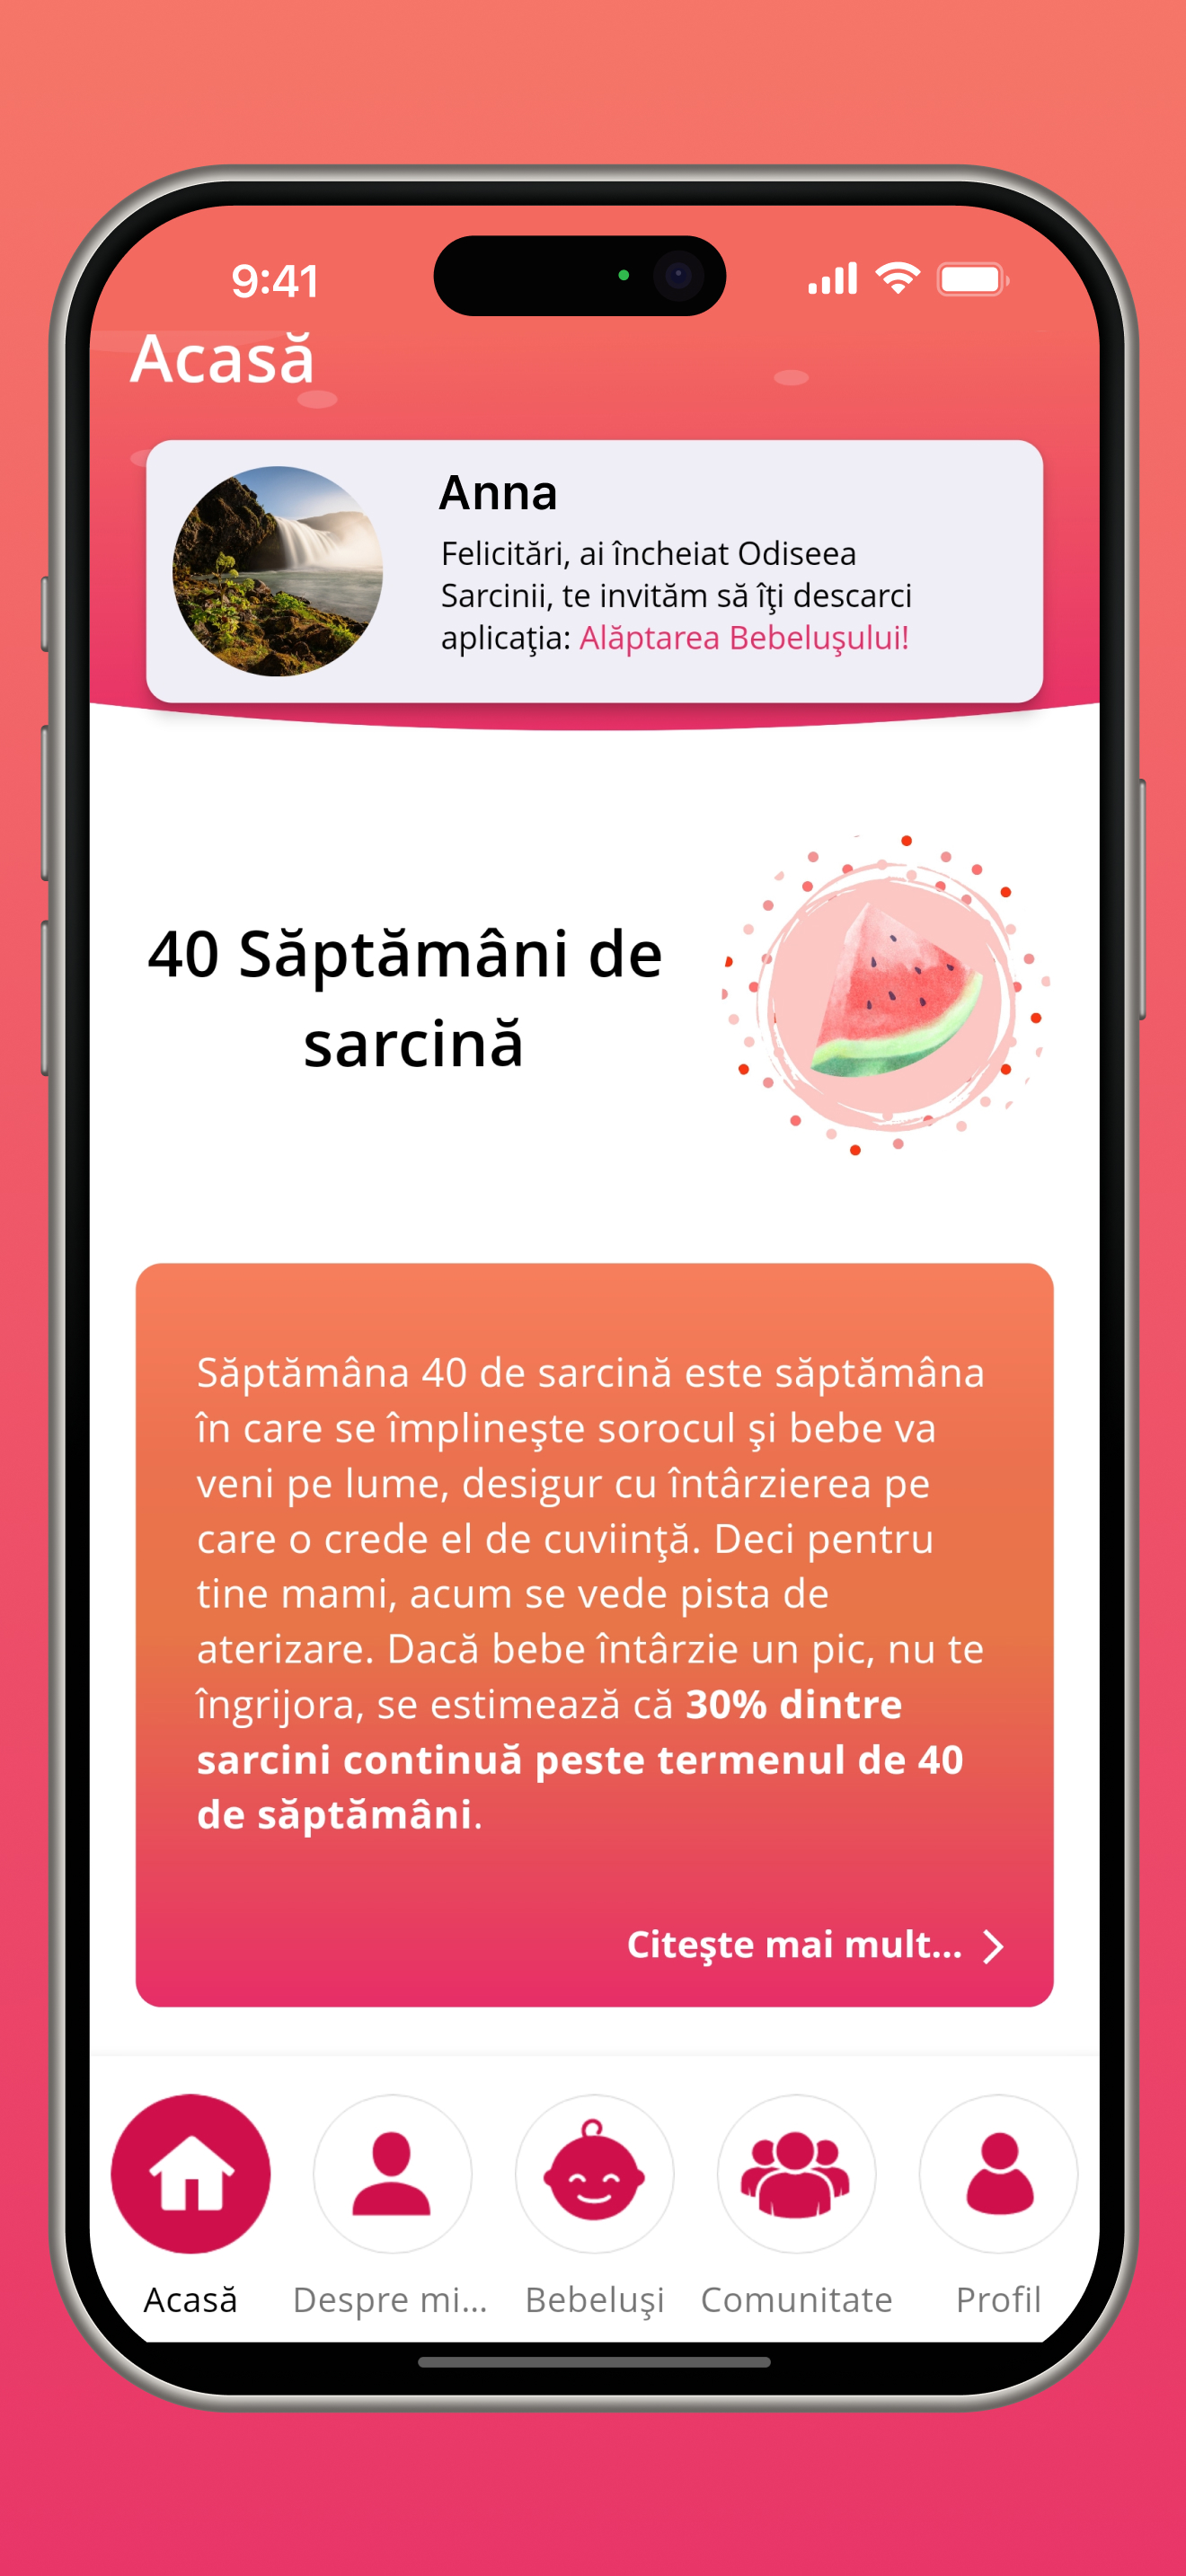 9:41
Acasă
Anna
Felicitări, ai încheiat Odiseea
Sarcinii, te invităm să îţi descarci
aplicaţia: Alăptarea Bebeluşului!
40 Săptămâni de
sarcină
Săptămâna 40 de sarcină este săptămâna
în care se împlineşte sorocul şi bebe va
veni pe lume, desigur cu întârzierea pe
care o crede el de cuviinţă. Deci pentru
tine mami, acum se vede pista de
aterizare. Dacă bebe întârzie un pic, nu te
îngrijora, se estimează că 30% dintre
sarcini continuă peste termenul de 40
de săptămâni.
Citeşte mai mult...
Acasă
Despre mi...
Bebeluşi
Comunitate
Profil